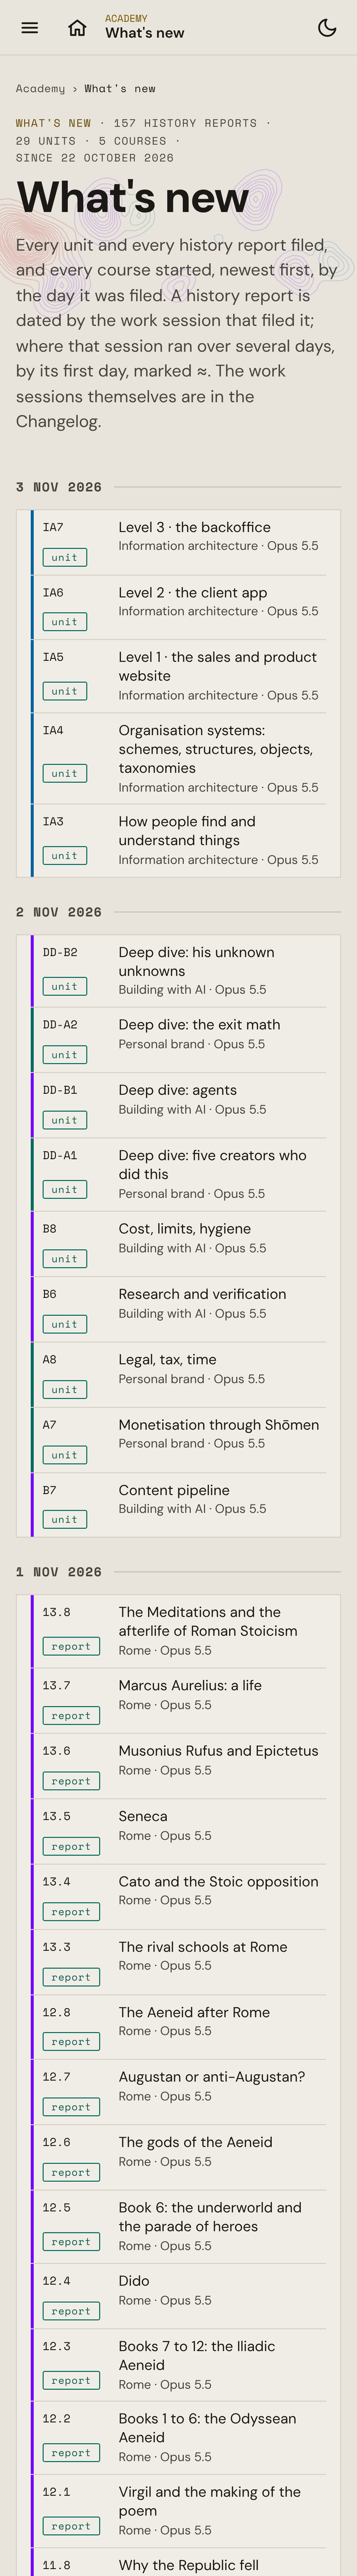 ACADEMY
What's new
Academy › What's new
WHAT'S NEW · 157 HISTORY REPORTS ·
29 UNITS · 5 COURSES ·
SINCE 22 OCTOBER 2026
What's new
Every unit and every history report filed,
and every course started, newest first, by
the day it was filed. A history report is
dated by the work session that filed it;
where that session ran over several days,
by its first day, marked ≈. The work
sessions themselves are in the
Changelog.
3 NOV 2026
IA7
Level 3 · the backoffice
Information architecture · Opus 5.5
unit
IA6
Level 2 · the client app
Information architecture · Opus 5.5
unit
IA5
Level 1 · the sales and product
website
Information architecture · Opus 5.5
unit
IA4
Organisation systems:
schemes, structures, objects,
taxonomies
Information architecture · Opus 5.5
unit
IA3
How people find and
understand things
Information architecture · Opus 5.5
unit
2 NOV 2026
DD-B2
Deep dive: his unknown
unknowns
Building with AI · Opus 5.5
unit
DD-A2
Deep dive: the exit math
Personal brand · Opus 5.5
unit
DD-B1
Deep dive: agents
Building with AI · Opus 5.5
unit
DD-A1
Deep dive: five creators who
did this
Personal brand · Opus 5.5
unit
B8
Cost, limits, hygiene
Building with AI · Opus 5.5
unit
B6
Research and verification
Building with AI · Opus 5.5
unit
A8
Legal, tax, time
Personal brand · Opus 5.5
unit
A7
Monetisation through Shōmen
Personal brand · Opus 5.5
unit
B7
Content pipeline
Building with AI · Opus 5.5
unit
1 NOV 2026
13.8
The Meditations and the
afterlife of Roman Stoicism
Rome · Opus 5.5
report
13.7
Marcus Aurelius: a life
Rome · Opus 5.5
report
13.6
Musonius Rufus and Epictetus
Rome · Opus 5.5
report
13.5
Seneca
Rome · Opus 5.5
report
13.4
Cato and the Stoic opposition
Rome · Opus 5.5
report
13.3
The rival schools at Rome
Rome · Opus 5.5
report
12.8
The Aeneid after Rome
Rome · Opus 5.5
report
12.7
Augustan or anti-Augustan?
Rome · Opus 5.5
report
12.6
The gods of the Aeneid
Rome · Opus 5.5
report
12.5
Book 6: the underworld and
the parade of heroes
Rome · Opus 5.5
report
12.4
Dido
Rome · Opus 5.5
report
12.3
Books 7 to 12: the Iliadic
Aeneid
Rome · Opus 5.5
report
12.2
Books 1 to 6: the Odyssean
Aeneid
Rome · Opus 5.5
report
12.1
Virgil and the making of the
poem
Rome · Opus 5.5
report
11.8
Why the Republic fell